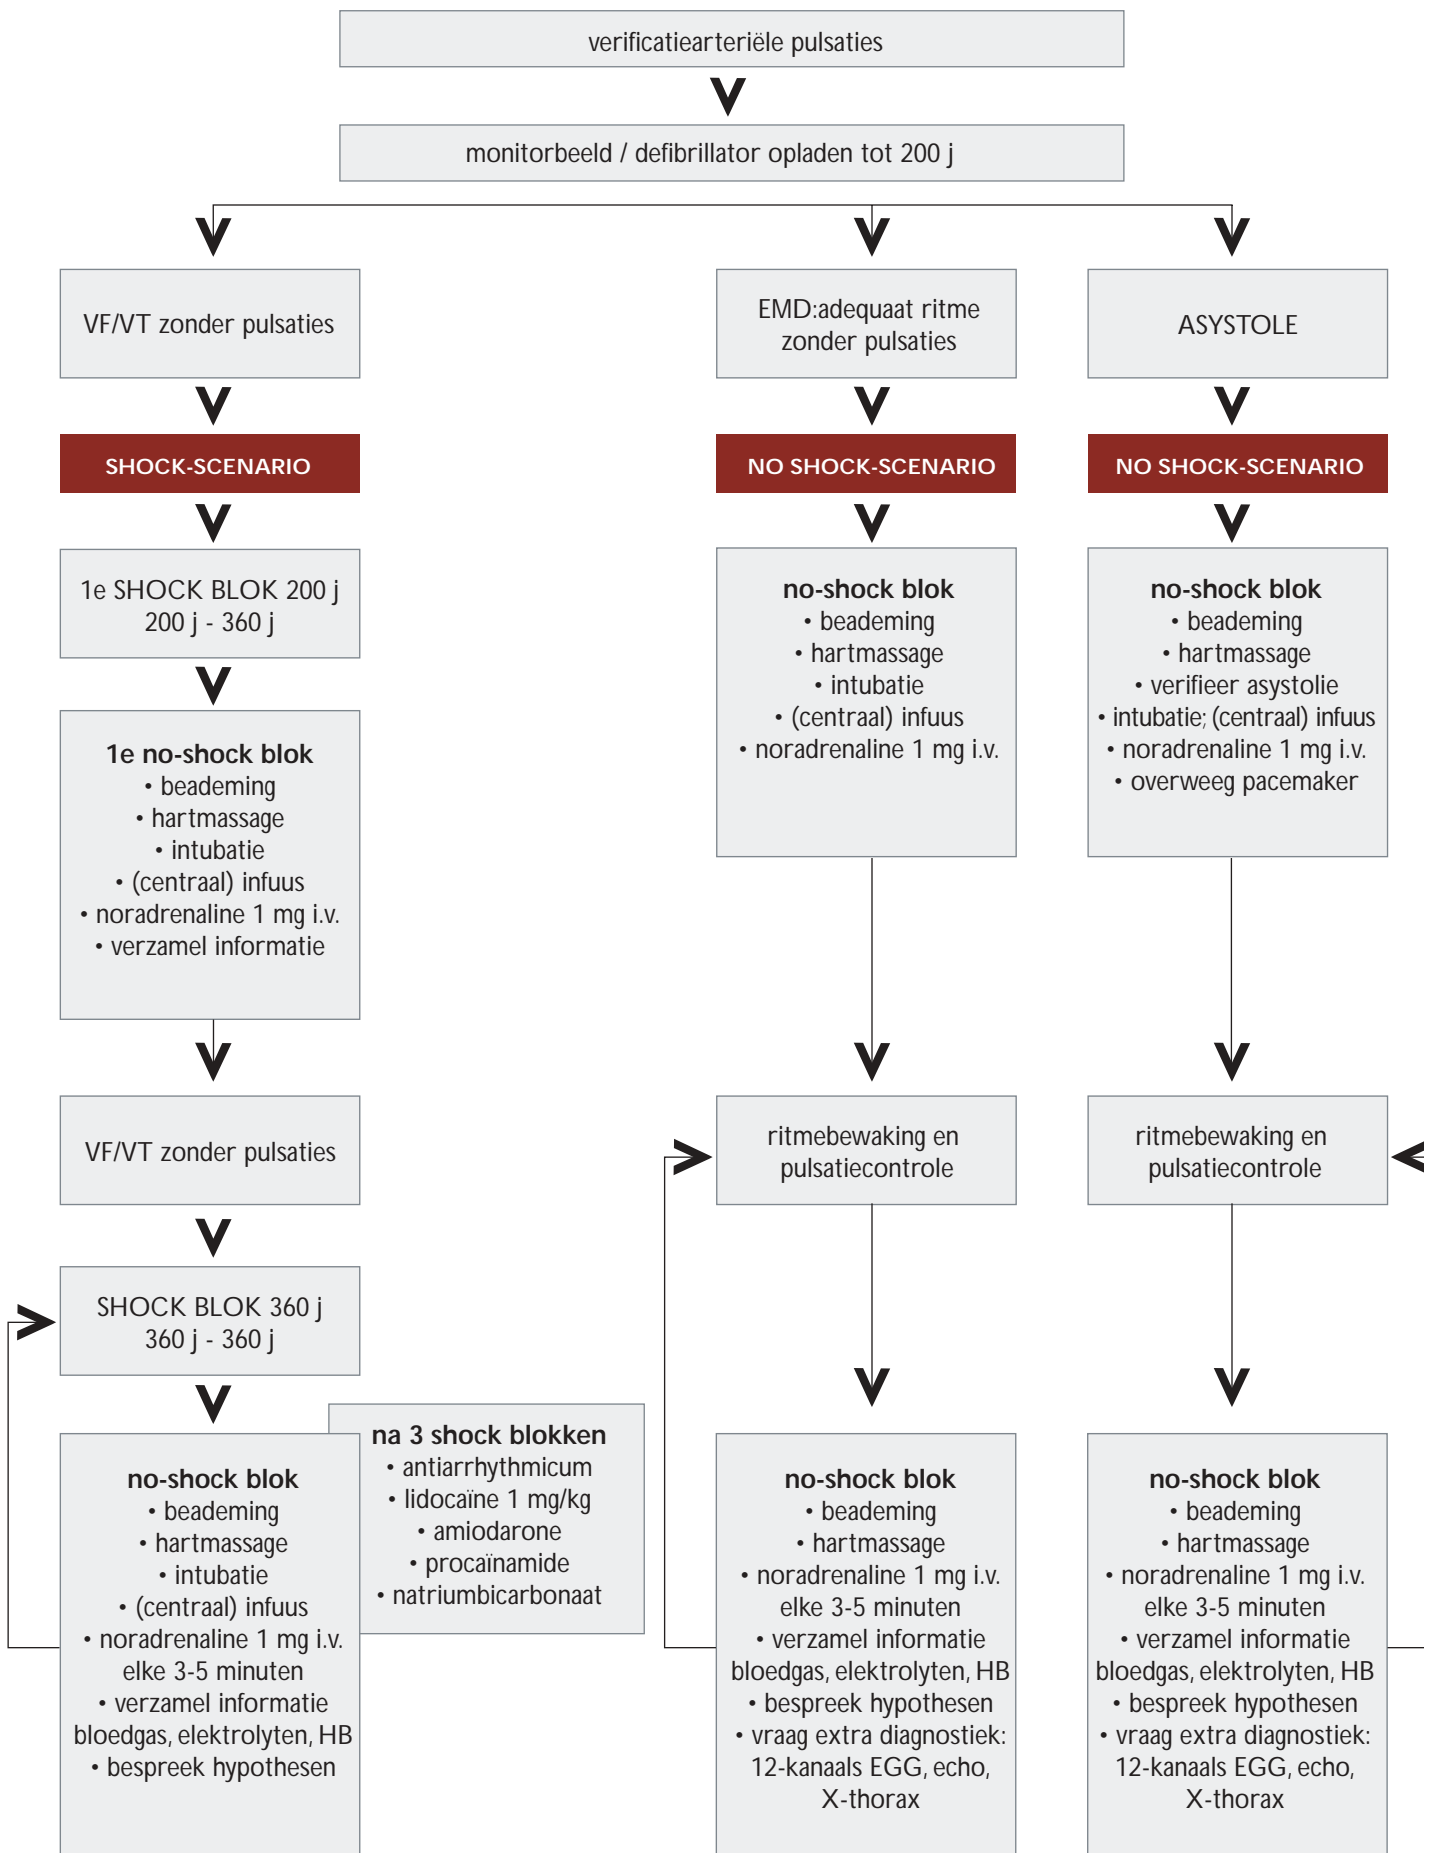 verificatiearteriële pulsaties
monitorbeeld / defibrillator opladen tot 200 j
VF/VT zonder pulsaties
SHOCK-SCENARIO
1e SHOCK BLOK 200 j
200 j - 360 j
1e no-shock blok
• beademing
• hartmassage
• intubatie
• (centraal) infuus
• noradrenaline 1 mg i.v.
• verzamel informatie
VF/VT zonder pulsaties
SHOCK BLOK 360 j
360 j - 360 j
no-shock blok
• beademing
• hartmassage
• intubatie
• (centraal) infuus
• noradrenaline 1 mg i.v.
elke 3-5 minuten
• verzamel informatie
bloedgas, elektrolyten, HB
• bespreek hypothesen
na 3 shock blokken
• antiarrhythmicum
• lidocaïne 1 mg/kg
• amiodarone
• procaïnamide
• natriumbicarbonaat
EMD:adequaat ritme
zonder pulsaties
NO SHOCK-SCENARIO
no-shock blok
• beademing
• hartmassage
• intubatie
• (centraal) infuus
• noradrenaline 1 mg i.v.
ritmebewaking en
pulsatiecontrole
no-shock blok
• beademing
• hartmassage
• noradrenaline 1 mg i.v.
elke 3-5 minuten
• verzamel informatie
bloedgas, elektrolyten, HB
• bespreek hypothesen
• vraag extra diagnostiek:
12-kanaals EGG, echo,
X-thorax
ASYSTOLE
NO SHOCK-SCENARIO
no-shock blok
• beademing
• hartmassage
• verifieer asystolie
• intubatie; (centraal) infuus
• noradrenaline 1 mg i.v.
• overweeg pacemaker
ritmebewaking en
pulsatiecontrole
no-shock blok
• beademing
• hartmassage
• noradrenaline 1 mg i.v.
elke 3-5 minuten
• verzamel informatie
bloedgas, elektrolyten, HB
• bespreek hypothesen
• vraag extra diagnostiek:
12-kanaals EGG, echo,
X-thorax